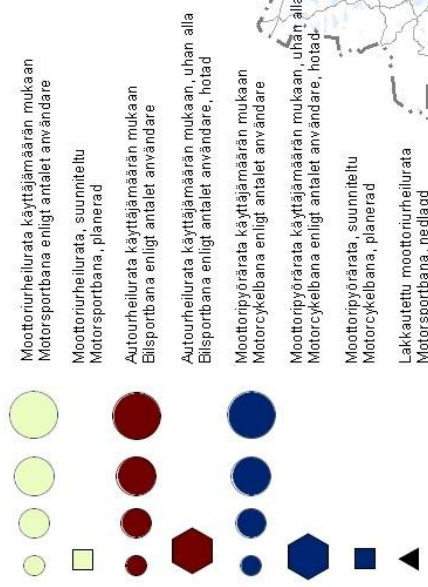 Moottoriurheilurata käyttäjämäärän mukaan
Motorsportbana enligt antalet användare
Moottoriurheilurata, suunniteltu
Motorsportbana, planerad
Autourheilurata käyttäjämäärän mukaan
Bilsportbana enligt antalet användare
Autourheilurata käyttäjämäärän mukaan, uhan alla
Bilsportbana enligt antalet användare, hotad
Moottoripyörärata käyttäjämäärän mukaan
Motorcykelbana enligt antalet användare
Moottoripyörärata käyttäjämäärän mukaan, uhan alla
Motorcykelbana enligt antalet användare, hotad
Moottoripyörärata, suunniteltu
Motorcykelbana, planerad
Lakkautettu moottoriurheilurata
Motorsportbana, nedlagd